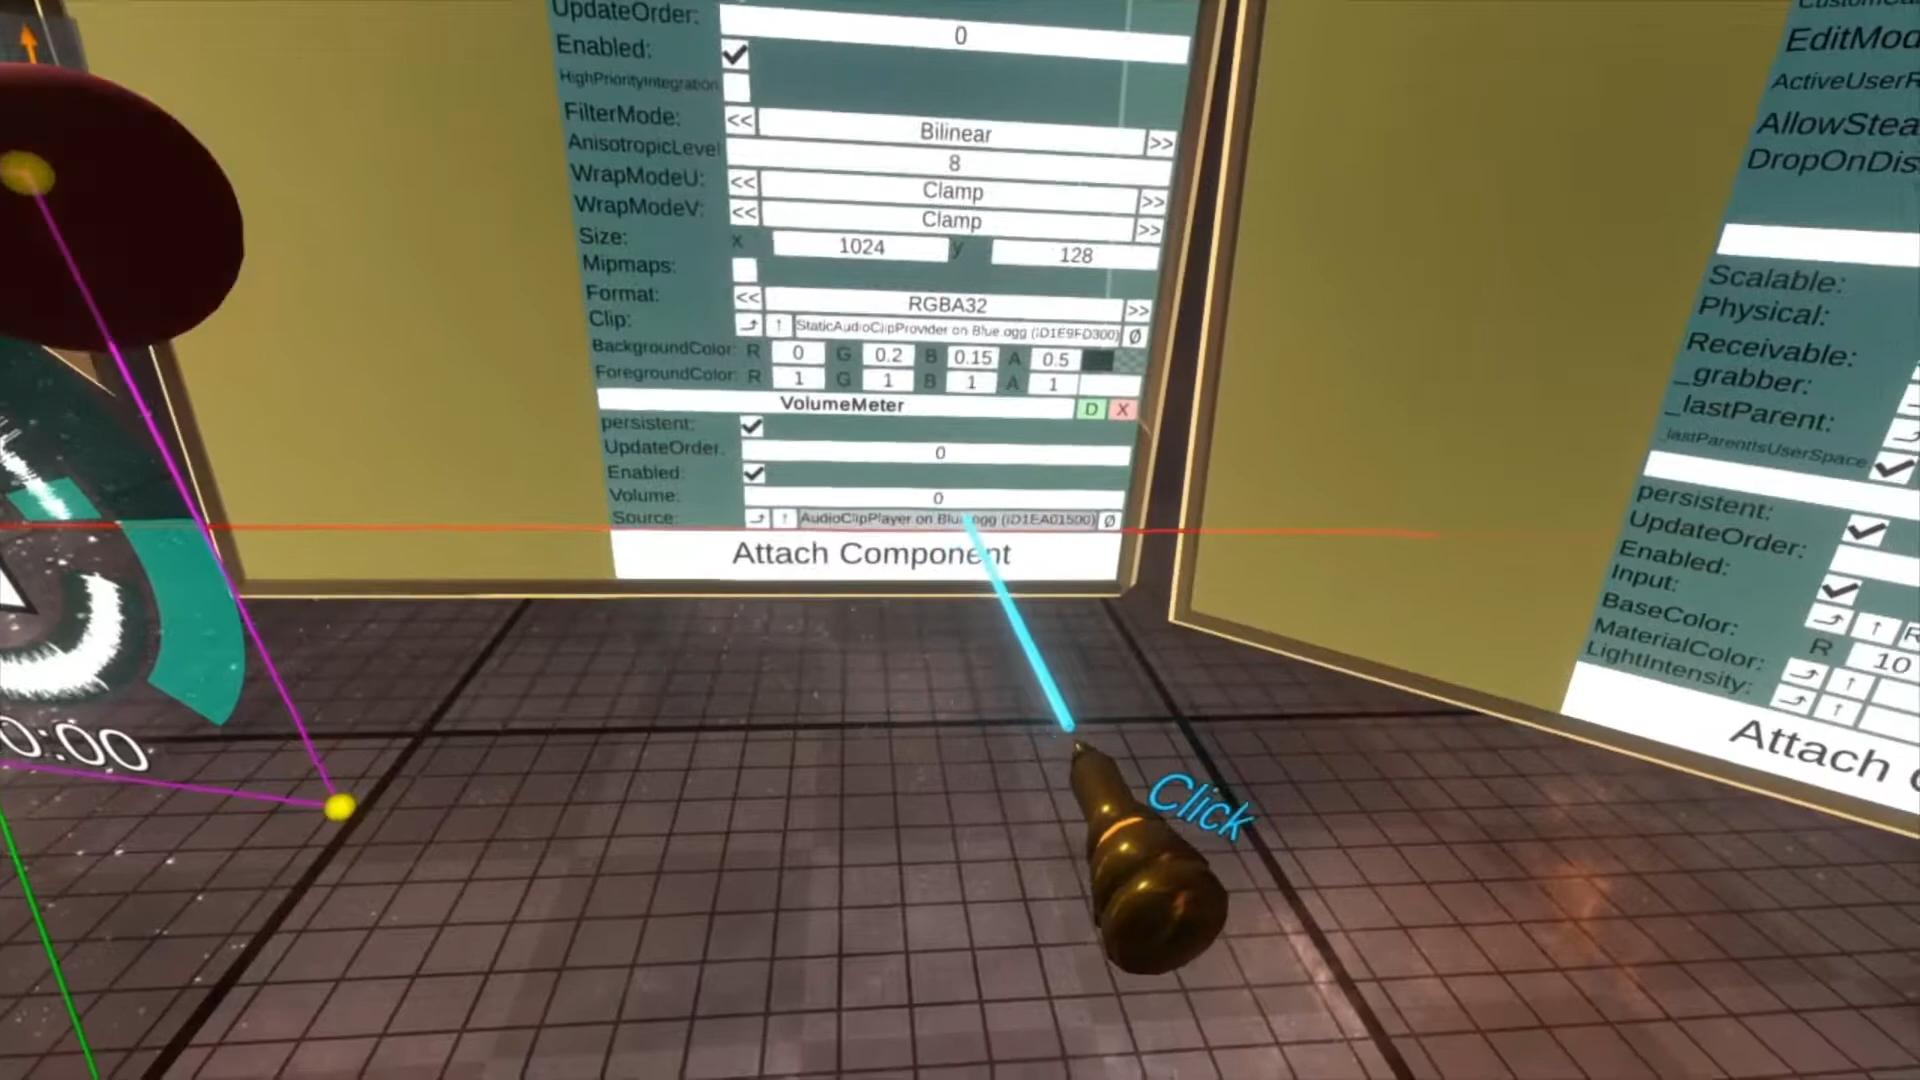 UpdateOrder: 0
Enabled:
HighPriorityIntegration
FilterMode: << Bilinear >>
AnisotropicLevel 8
WrapModeU: << Clamp >>
WrapModeV: << Clamp >>
Size: x 1024 y 128
Mipmaps:
Format: << RGBA32 >>
Clip: ↑ StaticAudioClipProvider on Blue.ogg (ID1E9FD300) Ø
BackgroundColor: R 0 G 0.2 B 0.15 A 0.5
ForegroundColor: R 1 G 1 B 1 A 1
VolumeMeter D X
persistent:
UpdateOrder. 0
Enabled:
Volume: 0
Source: ↑ AudioClipPlayer on Blue.ogg (ID1EA01500) Ø
Attach Component
Click
0:00
EditMod
ActiveUserR
AllowStea
DropOnDis
Scalable:
Physical:
Receivable:
_grabber:
_lastParent:
_lastParentIsUserSpace
persistent:
UpdateOrder:
Enabled:
Input:
BaseColor: R 10
MaterialColor: ↑
LightIntensity: ↑
Attach